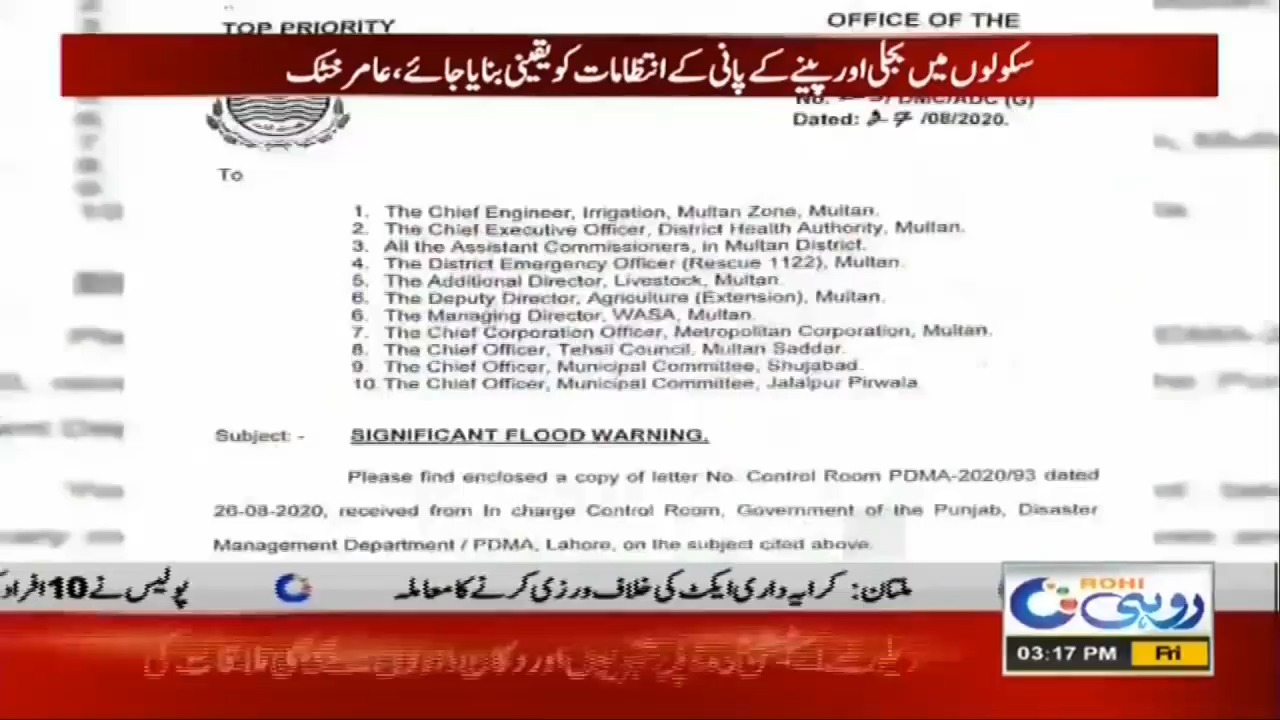 TOP PRIORITY
OFFICE OF THE
سکولوں میں بجلی اور پینے کے پانی کے انتظامات کو یقینی بنایا جائے، عامر خٹک
Dated: 27 /08/2020.
To
1. The Chief Engineer, Irrigation, Multan Zone, Multan.
2. The Chief Executive Officer, District Health Authority, Multan.
3. All the Assistant Commissioners, in Multan District.
4. The District Emergency Officer (Rescue 1122), Multan.
5. The Additional Director, Livestock, Multan.
6. The Deputy Director, Agriculture (Extension), Multan.
6. The Managing Director, WASA, Multan.
7. The Chief Corporation Officer, Metropolitan Corporation, Multan.
8. The Chief Officer, Tehsil Council, Multan Saddar.
9. The Chief Officer, Municipal Committee, Shujabad.
10. The Chief Officer, Municipal Committee, Jalalpur Pirwala.
Subject: - SIGNIFICANT FLOOD WARNING.
Please find enclosed a copy of letter No. Control Room PDMA-2020/93 dated
26-08-2020, received from In charge Control Room, Government of the Punjab, Disaster
Management Department / PDMA, Lahore, on the subject cited above.
ملتان: کرایہ داری ایکٹ کی خلاف ورزی کرنے کا معاملہ پولیس نے 10 افراد
ROHI
روہی
03:17 PM Fri